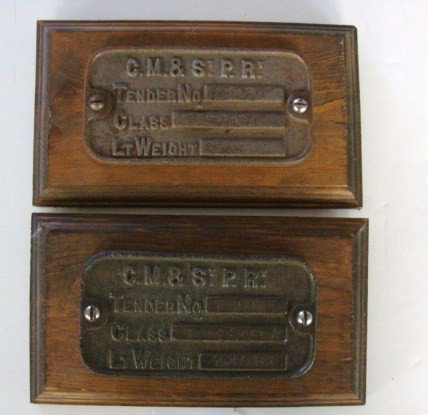 C.M.& ST. P. RY.
TENDER NO.
CLASS
LT WEIGHT
C.M.& ST. P. RY.
TENDER NO.
CLASS
LT WEIGHT